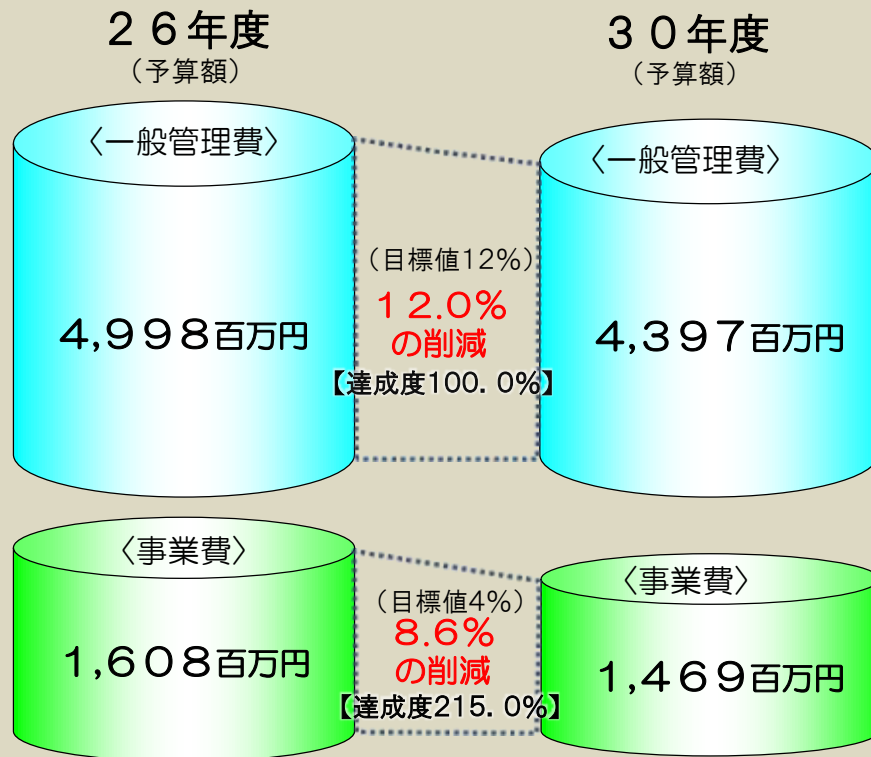 ２６年度
（予算額）
３０年度
（予算額）
〈一般管理費〉
４,９９８百万円
（目標値12%）
１２.０%
の削減
【達成度100. 0%】
〈一般管理費〉
４,３９７百万円
〈事業費〉
１,６０８百万円
（目標値4%）
８.６%
の削減
【達成度215. 0%】
〈事業費〉
１,４６９百万円